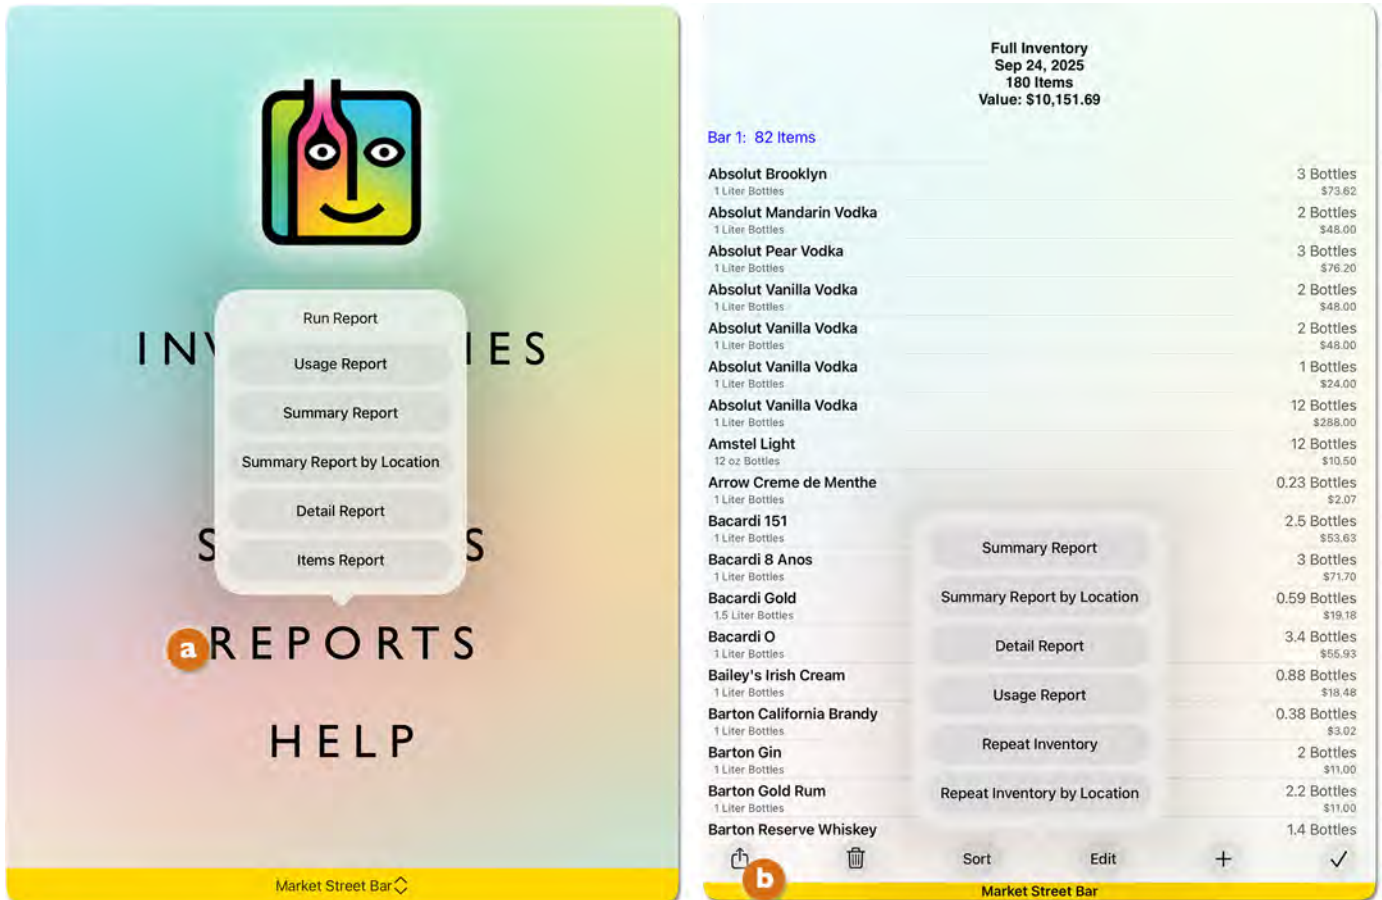 INV IES
Run Report
Usage Report
Summary Report
Summary Report by Location
Detail Report
Items Report
S S
a REPORTS
HELP
Market Street Bar
Full Inventory
Sep 24, 2025
180 Items
Value: $10,151.69
Bar 1: 82 Items
Absolut Brooklyn 3 Bottles
1 Liter Bottles $73.62
Absolut Mandarin Vodka 2 Bottles
1 Liter Bottles $48.00
Absolut Pear Vodka 3 Bottles
1 Liter Bottles $76.20
Absolut Vanilla Vodka 2 Bottles
1 Liter Bottles $48.00
Absolut Vanilla Vodka 2 Bottles
1 Liter Bottles $48.00
Absolut Vanilla Vodka 1 Bottles
1 Liter Bottles $24.00
Absolut Vanilla Vodka 12 Bottles
1 Liter Bottles $288.00
Amstel Light 12 Bottles
12 oz Bottles $10.50
Arrow Creme de Menthe 0.23 Bottles
1 Liter Bottles $2.07
Bacardi 151 2.5 Bottles
1 Liter Bottles $53.63
Bacardi 8 Anos 3 Bottles
1 Liter Bottles $71.70
Bacardi Gold 0.59 Bottles
1.5 Liter Bottles $19.18
Bacardi O 3.4 Bottles
1 Liter Bottles $55.93
Bailey's Irish Cream 0.88 Bottles
1 Liter Bottles $18.48
Barton California Brandy 0.38 Bottles
1 Liter Bottles $3.02
Barton Gin 2 Bottles
1 Liter Bottles $11.00
Barton Gold Rum 2.2 Bottles
1 Liter Bottles $11.00
Barton Reserve Whiskey 1.4 Bottles
Summary Report
Summary Report by Location
Detail Report
Usage Report
Repeat Inventory
Repeat Inventory by Location
b
Sort Edit +
Market Street Bar